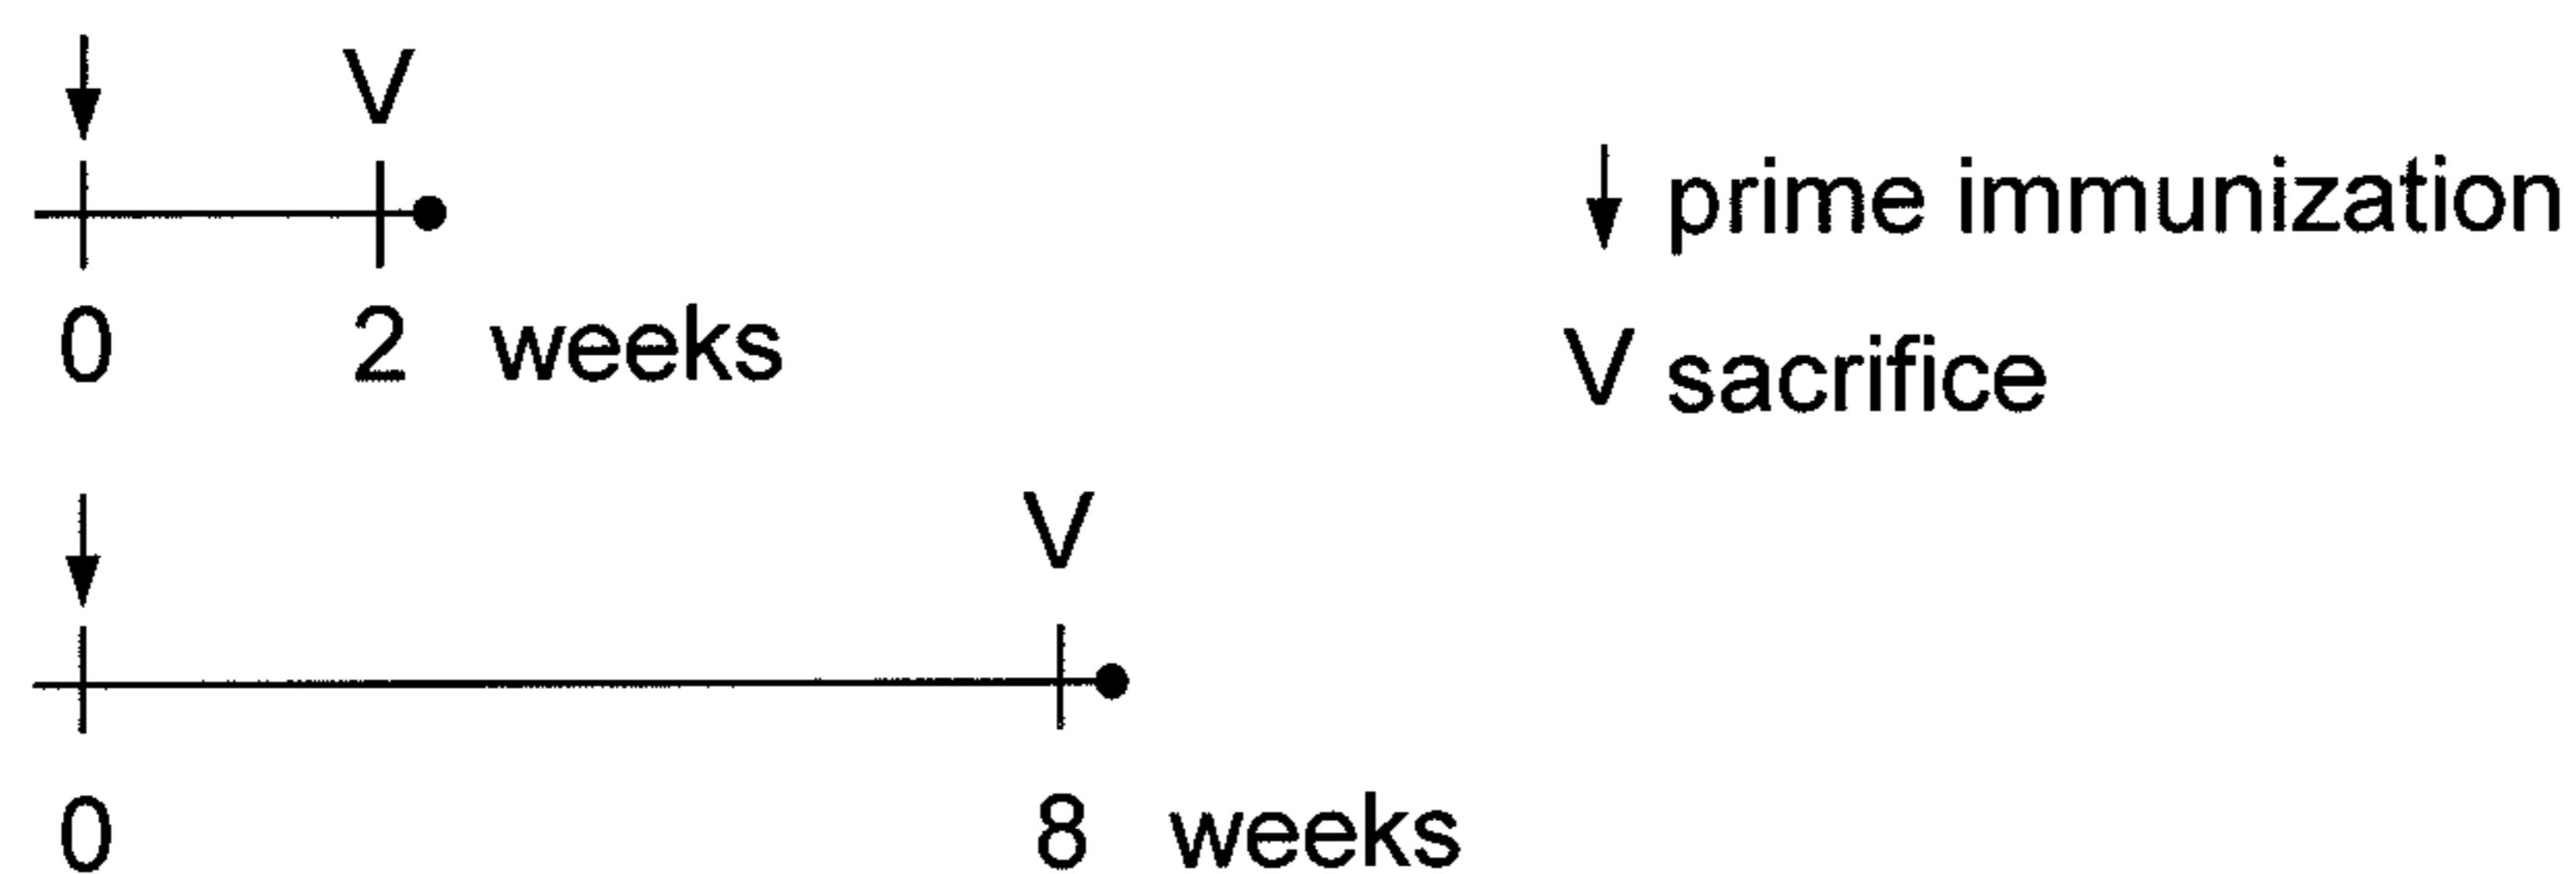 V
0 2 weeks
prime immunization
V sacrifice
V
0 8 weeks